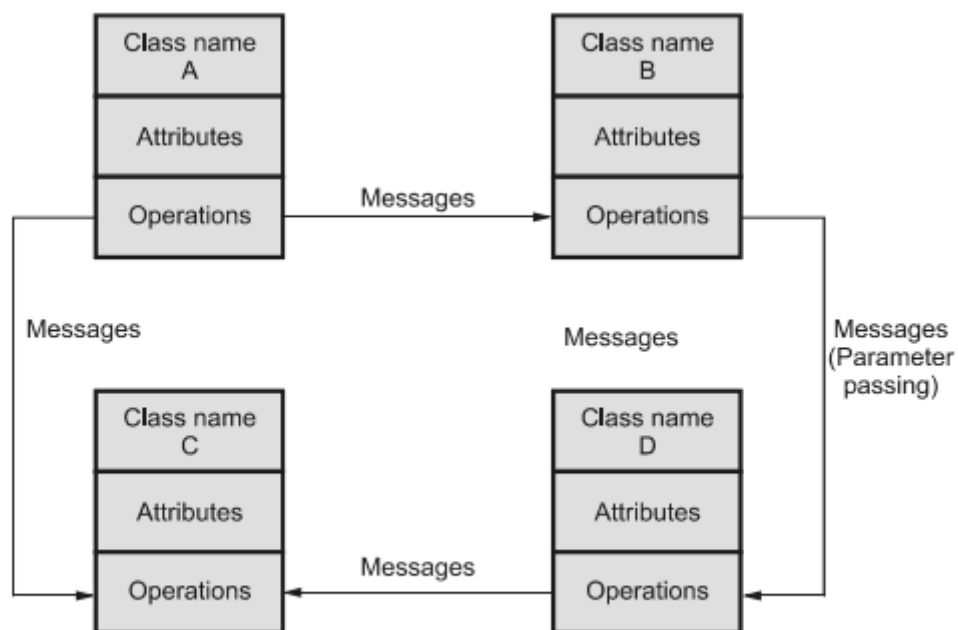 Class name
A
Attributes
Operations
Messages
Class name
B
Attributes
Operations
Messages
Messages
Messages
(Parameter
passing)
Class name
C
Attributes
Operations
Messages
Class name
D
Attributes
Operations